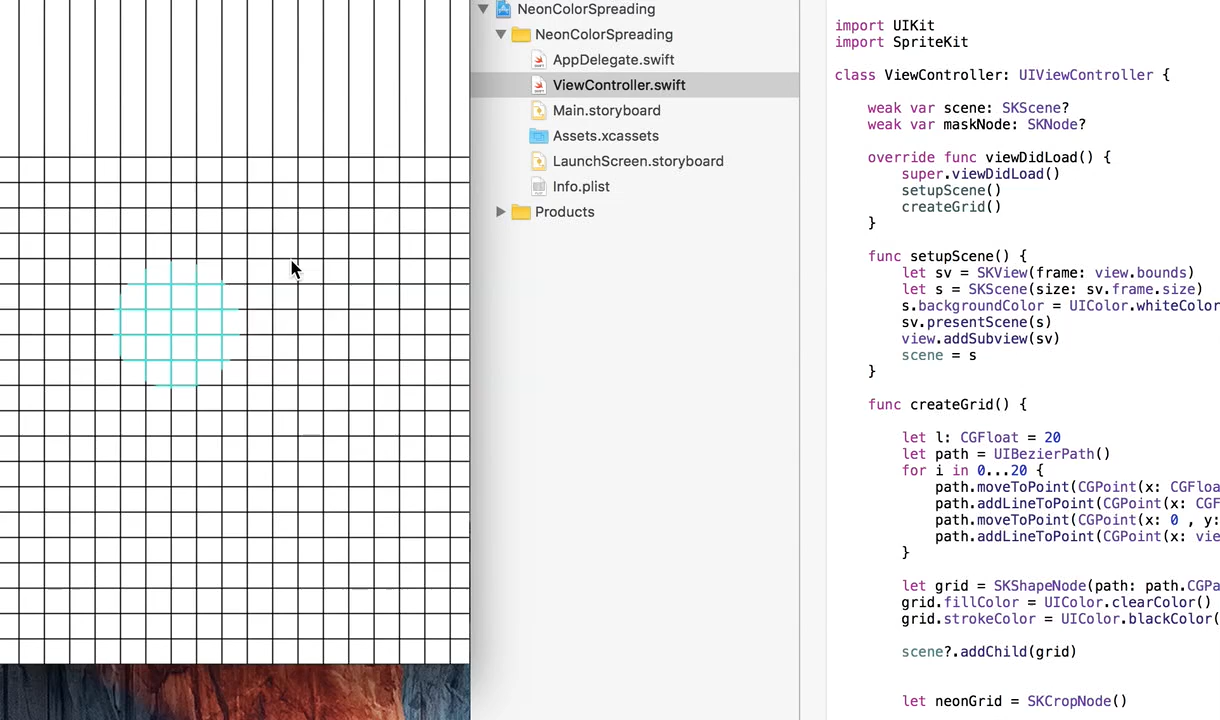 NeonColorSpreading
NeonColorSpreading
AppDelegate.swift
ViewController.swift
Main.storyboard
Assets.xcassets
LaunchScreen.storyboard
Info.plist
Products
import UIKit
import SpriteKit
class ViewController: UIViewController {
weak var scene: SKScene?
weak var maskNode: SKNode?
override func viewDidLoad() {
super.viewDidLoad()
setupScene()
createGrid()
}
func setupScene() {
let sv = SKView(frame: view.bounds)
let s = SKScene(size: sv.frame.size)
s.backgroundColor = UIColor.whiteColor
sv.presentScene(s)
view.addSubview(sv)
scene = s
}
func createGrid() {
let l: CGFloat = 20
let path = UIBezierPath()
for i in 0...20 {
path.moveToPoint(CGPoint(x: CGFloa
path.addLineToPoint(CGPoint(x: CGF
path.moveToPoint(CGPoint(x: 0 , y:
path.addLineToPoint(CGPoint(x: vie
}
let grid = SKShapeNode(path: path.CGPa
grid.fillColor = UIColor.clearColor()
grid.strokeColor = UIColor.blackColor(
scene?.addChild(grid)
let neonGrid = SKCropNode()